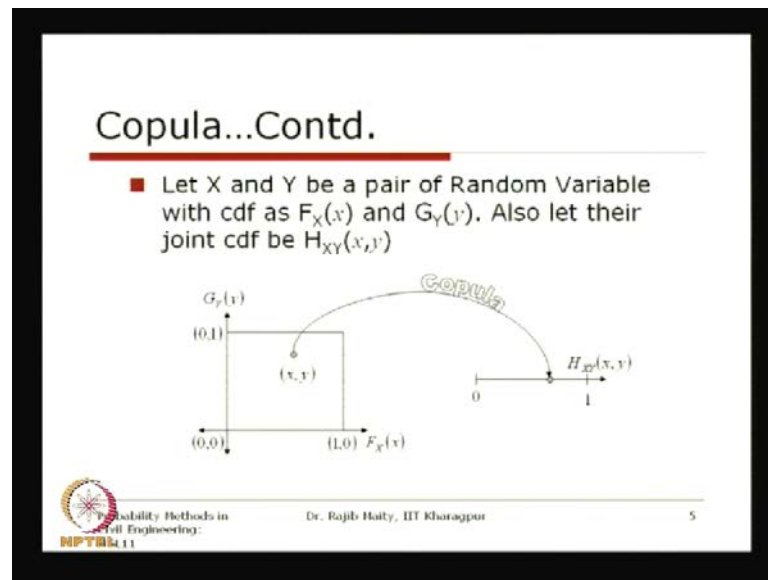 Copula...Contd.
Let X and Y be a pair of Random Variable
with cdf as F_X(x) and G_Y(y). Also let their
joint cdf be H_XY(x,y)
Copula
G_Y(y)
(0,1)
(x, y)
H_XY(x, y)
0
1
(0,0)
(1,0)
F_X(x)
Probability Methods in
Civil Engineering:
Dr. Rajib Maity, IIT Kharagpur
5
NPTEL